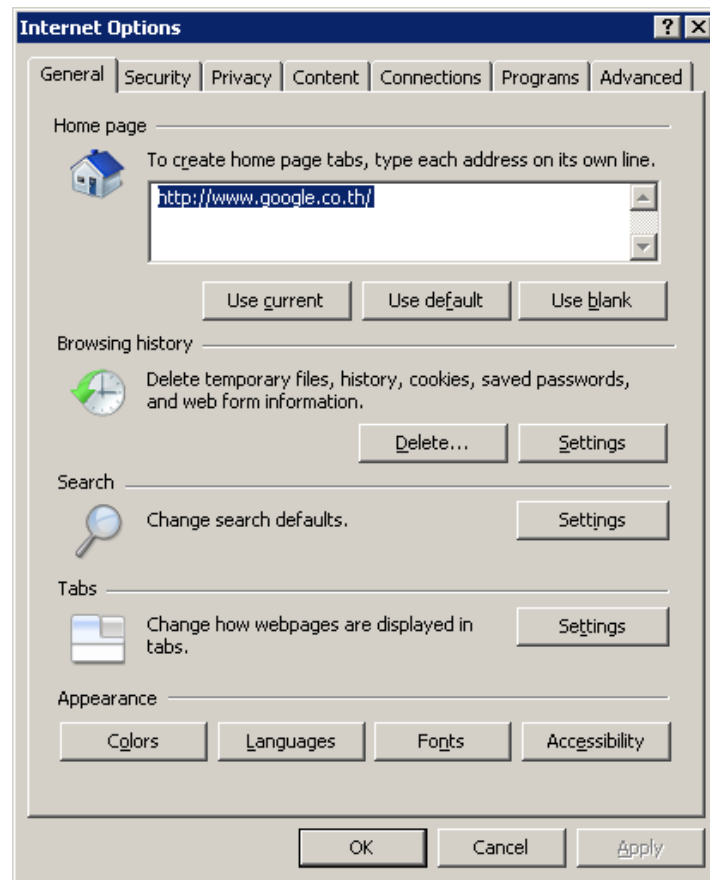 Internet Options
General Security Privacy Content Connections Programs Advanced
Home page
To create home page tabs, type each address on its own line.
http://www.google.co.th/
Use current Use default Use blank
Browsing history
Delete temporary files, history, cookies, saved passwords,
and web form information.
Delete... Settings
Search
Change search defaults.
Settings
Tabs
Change how webpages are displayed in
tabs.
Settings
Appearance
Colors Languages Fonts Accessibility
OK Cancel Apply